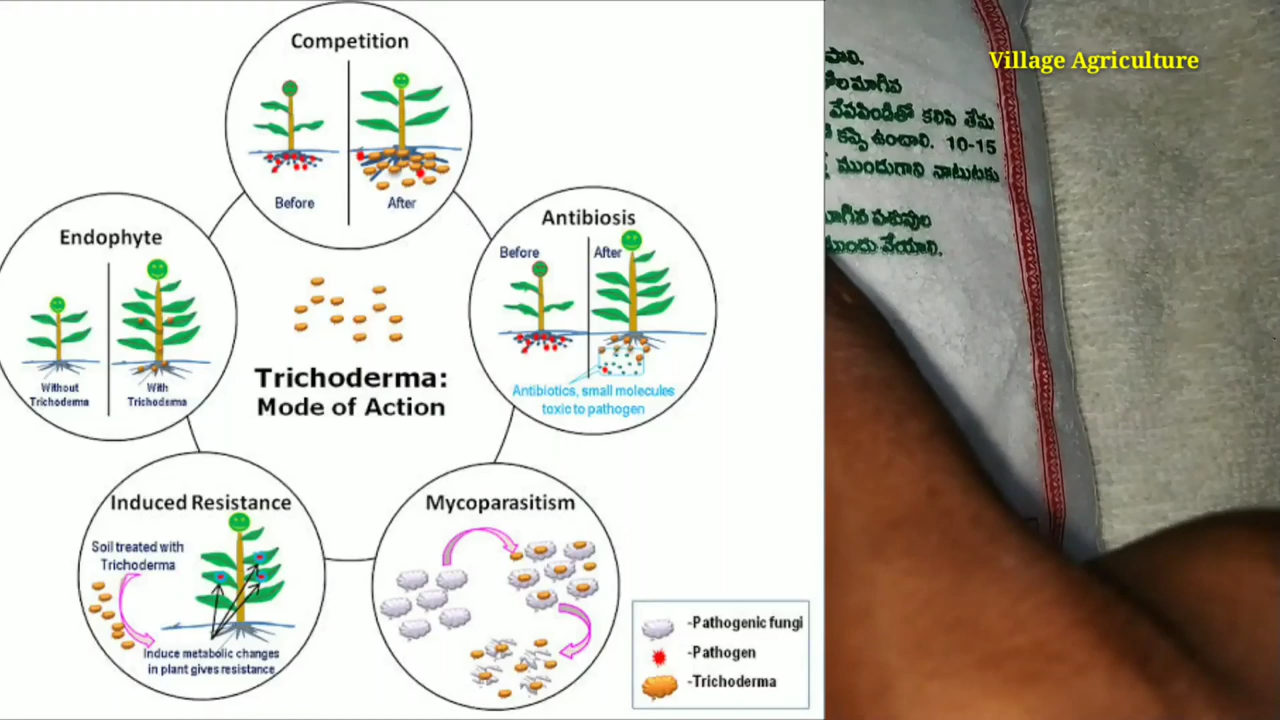 Competition
Before
After
Endophyte
Without
Trichoderma
With
Trichoderma
Antibiosis
Before
After
Antibiotics, small molecules
toxic to pathogen
Trichoderma:
Mode of Action
Induced Resistance
Soil treated with
Trichoderma
Induce metabolic changes
in plant gives resistance
Mycoparasitism
-Pathogenic fungi
-Pathogen
-Trichoderma
Village Agriculture
వేపపిండితో కలిపి తేమ
కప్పి ఉంచాలి. 10-15
ముందుగాని నాటుటకు
పశువుల
వేయాలి.